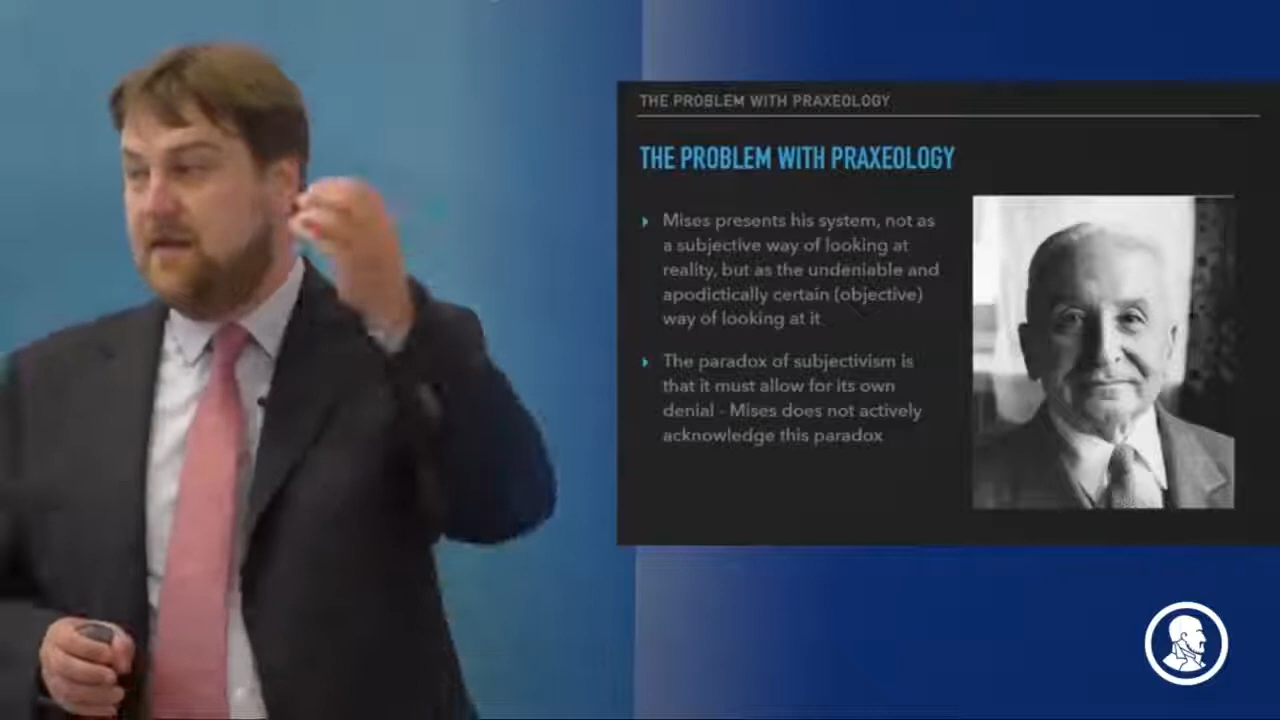 THE PROBLEM WITH PRAXEOLOGY
THE PROBLEM WITH PRAXEOLOGY
Mises presents his system, not as
a subjective way of looking at
reality, but as the undeniable and
apodictically certain (objective)
way of looking at it
The paradox of subjectivism is
that it must allow for its own
denial - Mises does not actively
acknowledge this paradox